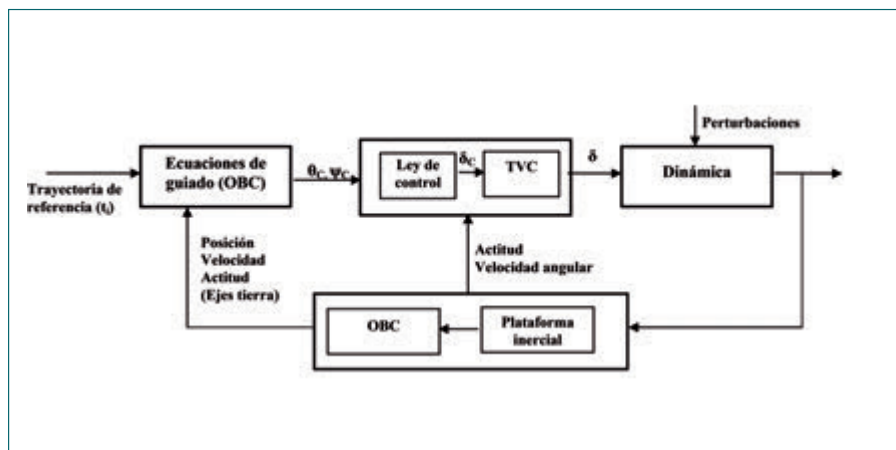 Perturbaciones
Ecuaciones de
guiado (OBC)
θC, ΨC
Ley de
control
δC
TVC
δ
Dinámica
Trayectoria de
referencia (ti)
Posición
Velocidad
Actitud
(Ejes tierra)
Actitud
Velocidad angular
OBC
Plataforma
inercial